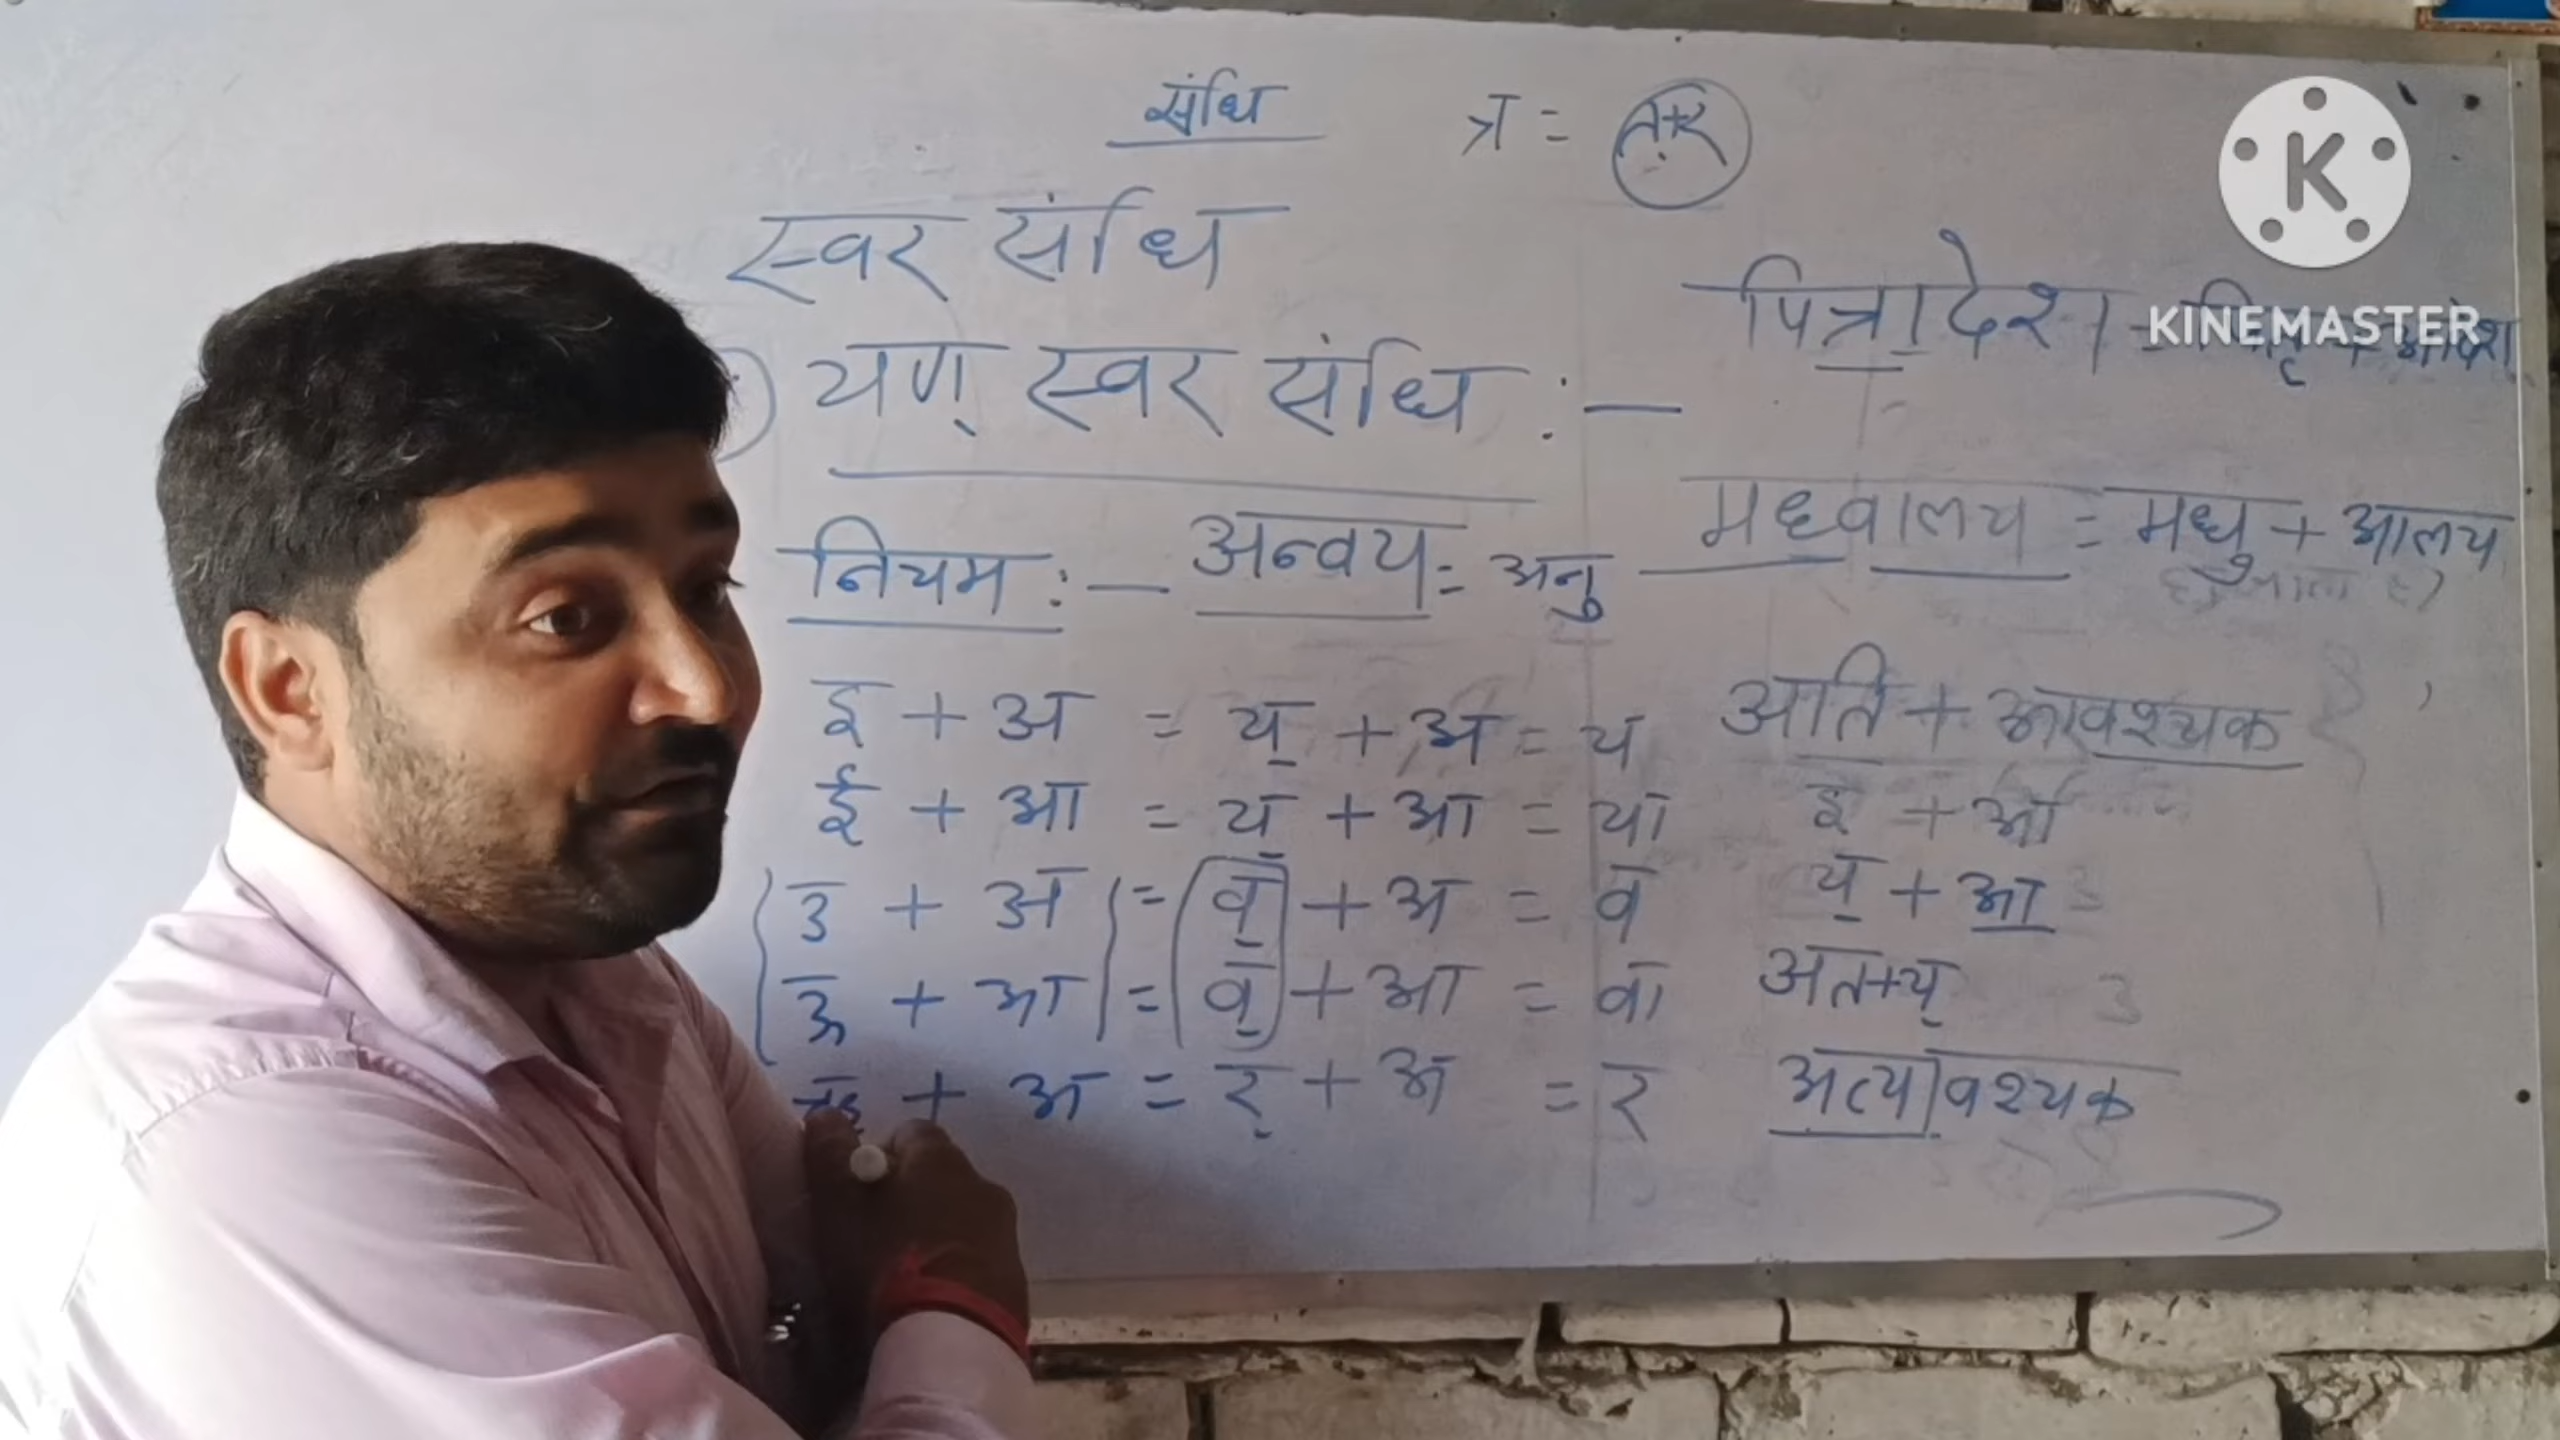 संधि त्र = त+र
स्वर संधि
पित्रादेश = पितृ + आदेश
यण् स्वर संधि :—
मध्वालय = मधु + आलय
नियम :— अन्वय = अनु
इ + अ = य् + अ = य
ई + आ = य् + आ = या
उ + अ = व् + अ = व
ऊ + आ = व् + आ = वा
ऋ + अ = र् + अ = र
अति + आवश्यक
इ + आ
य् + आ
अत+य्
अत्यावश्यक
K
KINEMASTER